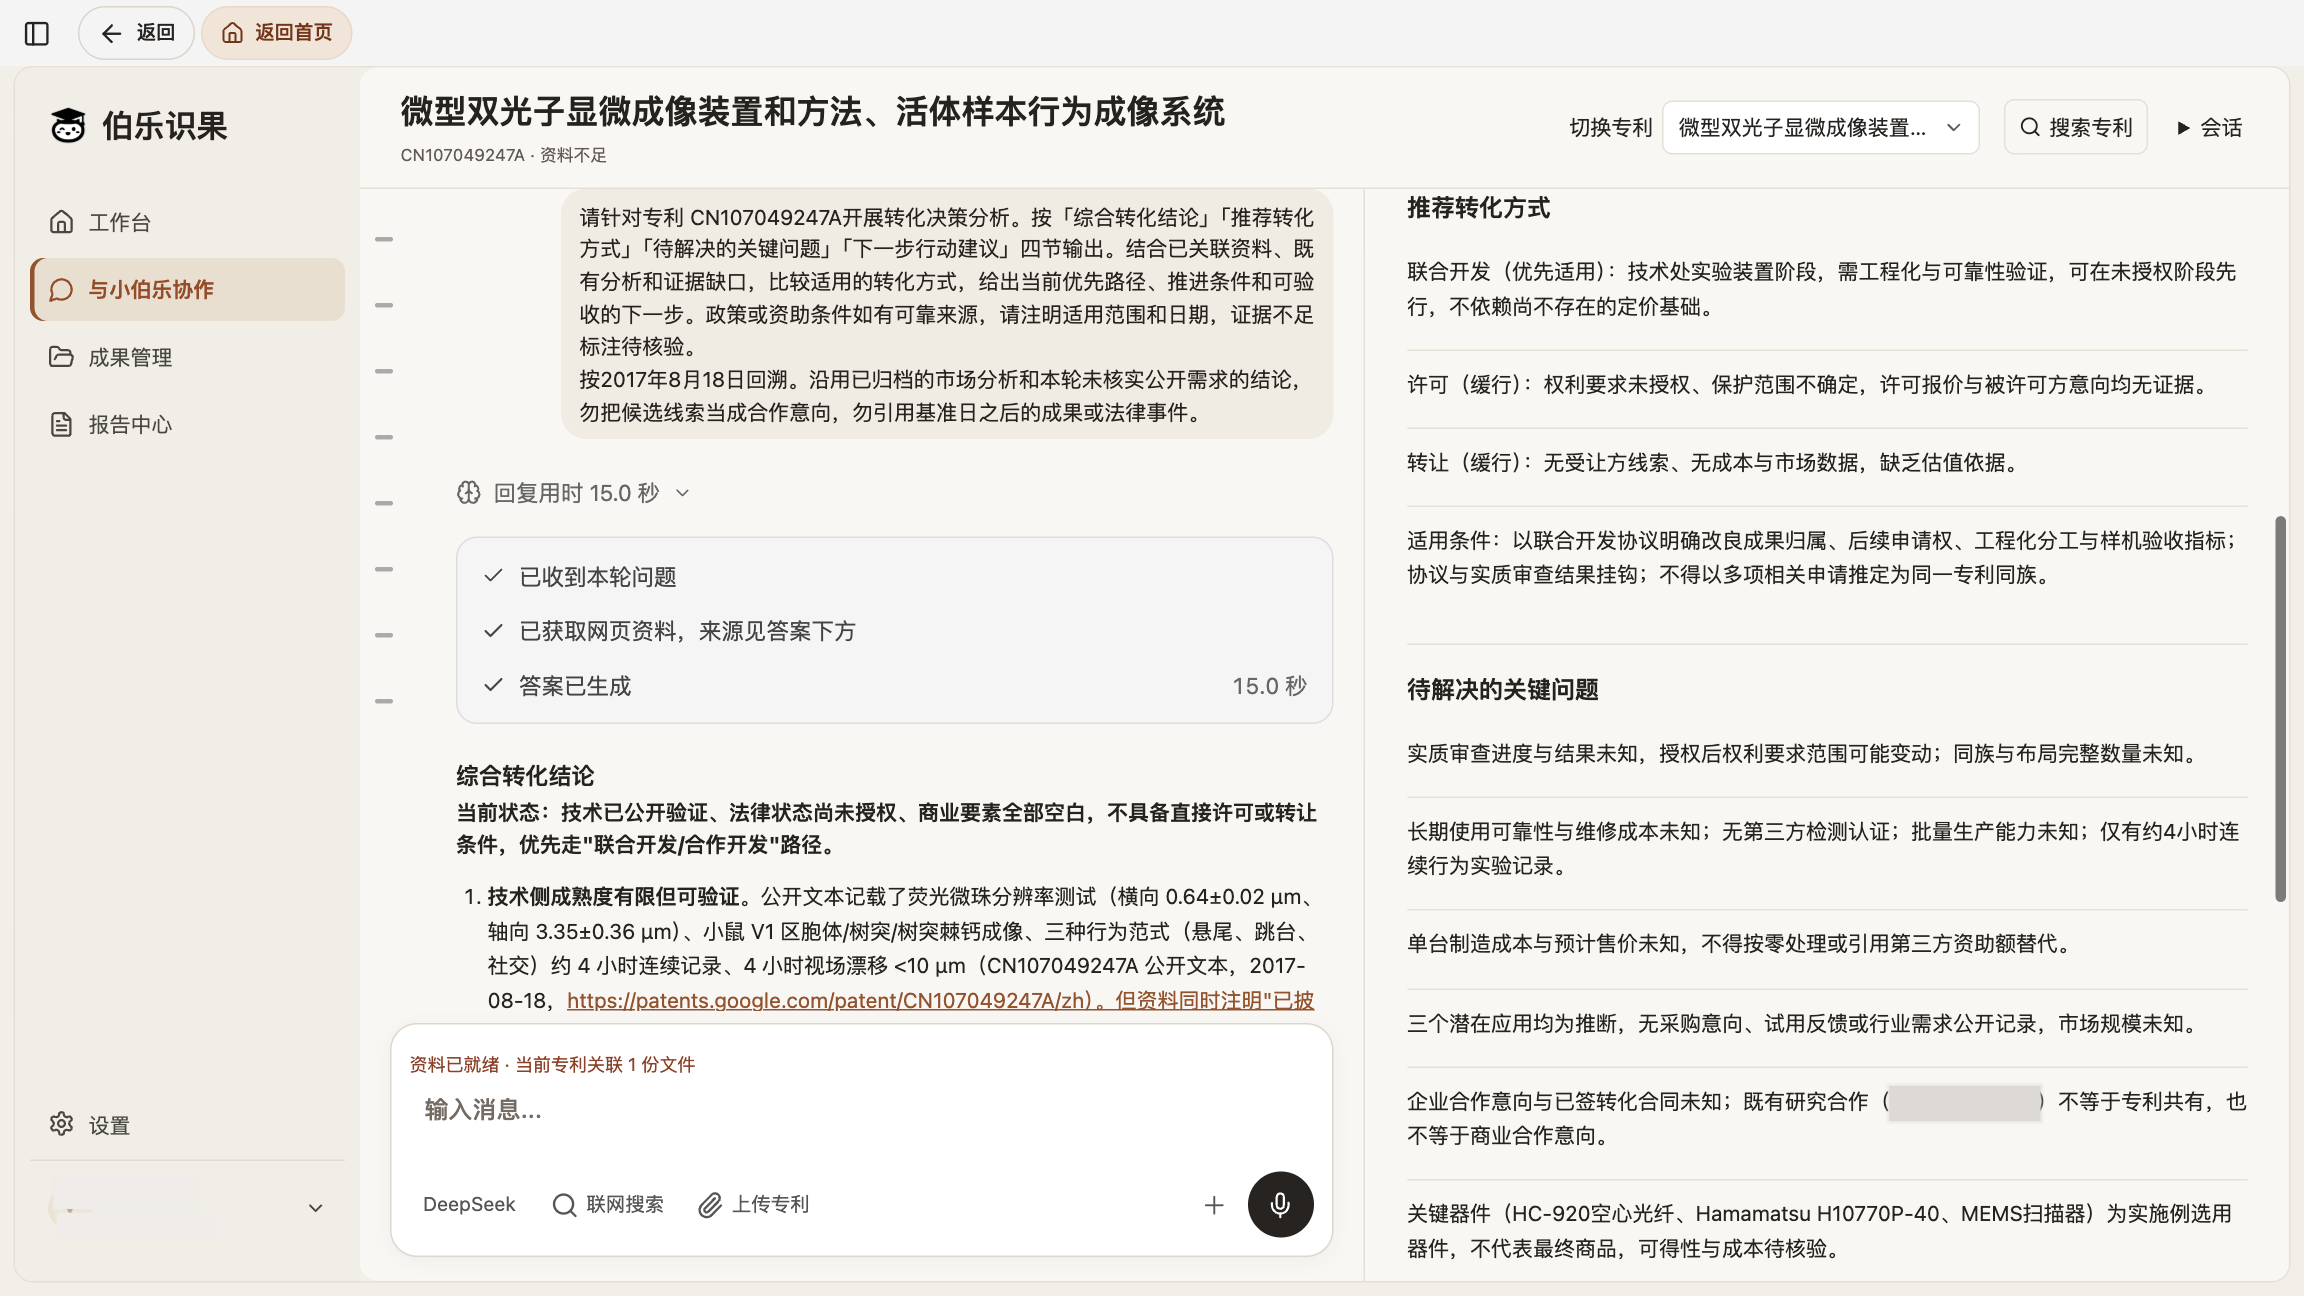 返回
返回首页
伯乐识果
工作台
与小伯乐协作
成果管理
报告中心
设置
微型双光子显微成像装置和方法、活体样本行为成像系统
CN107049247A · 资料不足
切换专利
微型双光子显微成像装置...
搜索专利
会话
请针对专利 CN107049247A开展转化决策分析。按「综合转化结论」「推荐转化
方式」「待解决的关键问题」「下一步行动建议」四节输出。结合已关联资料、既
有分析和证据缺口，比较适用的转化方式，给出当前优先路径、推进条件和可验
收的下一步。政策或资助条件如有可靠来源，请注明适用范围和日期，证据不足
标注待核验。
按2017年8月18日回溯。沿用已归档的市场分析和本轮未核实公开需求的结论，
勿把候选线索当成合作意向，勿引用基准日之后的成果或法律事件。
回复用时 15.0 秒
已收到本轮问题
已获取网页资料，来源见答案下方
答案已生成
15.0 秒
综合转化结论
当前状态：技术已公开验证、法律状态尚未授权、商业要素全部空白，不具备直接许可或转让
条件，优先走"联合开发/合作开发"路径。
1. 技术侧成熟度有限但可验证。公开文本记载了荧光微珠分辨率测试（横向 0.64±0.02 μm、
轴向 3.35±0.36 μm）、小鼠 V1 区胞体/树突/树突棘钙成像、三种行为范式（悬尾、跳台、
社交）约 4 小时连续记录、4 小时视场漂移 <10 μm（CN107049247A 公开文本，2017-
08-18，https://patents.google.com/patent/CN107049247A/zh）。但资料同时注明"已披
资料已就绪 · 当前专利关联 1 份文件
输入消息...
DeepSeek
联网搜索
上传专利
推荐转化方式
联合开发（优先适用）：技术处实验装置阶段，需工程化与可靠性验证，可在未授权阶段先
行，不依赖尚不存在的定价基础。
许可（缓行）：权利要求未授权、保护范围不确定，许可报价与被许可方意向均无证据。
转让（缓行）：无受让方线索、无成本与市场数据，缺乏估值依据。
适用条件：以联合开发协议明确改良成果归属、后续申请权、工程化分工与样机验收指标；
协议与实质审查结果挂钩；不得以多项相关申请推定为同一专利同族。
待解决的关键问题
实质审查进度与结果未知，授权后权利要求范围可能变动；同族与布局完整数量未知。
长期使用可靠性与维修成本未知；无第三方检测认证；批量生产能力未知；仅有约4小时连
续行为实验记录。
单台制造成本与预计售价未知，不得按零处理或引用第三方资助额替代。
三个潜在应用均为推断，无采购意向、试用反馈或行业需求公开记录，市场规模未知。
企业合作意向与已签转化合同未知；既有研究合作（）不等于专利共有，也
不等于商业合作意向。
关键器件（HC-920空心光纤、Hamamatsu H10770P-40、MEMS扫描器）为实施例选用
器件，不代表最终商品，可得性与成本待核验。